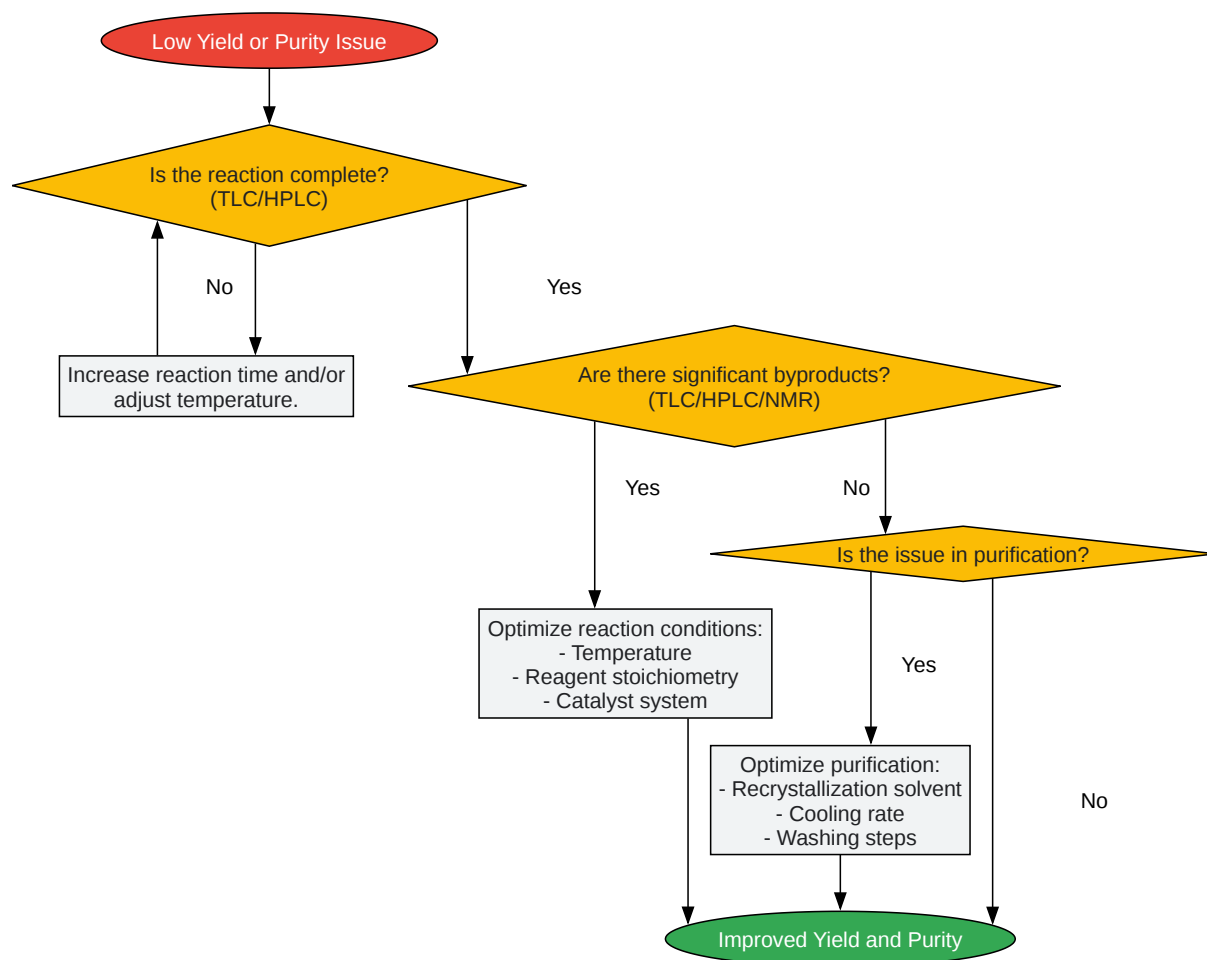 Low Yield or Purity Issue
Is the reaction complete?
(TLC/HPLC)
No
Yes
Increase reaction time and/or
adjust temperature.
Are there significant byproducts?
(TLC/HPLC/NMR)
Yes
No
Is the issue in purification?
Optimize reaction conditions:
- Temperature
- Reagent stoichiometry
- Catalyst system
Yes
Optimize purification:
- Recrystallization solvent
- Cooling rate
- Washing steps
No
Improved Yield and Purity